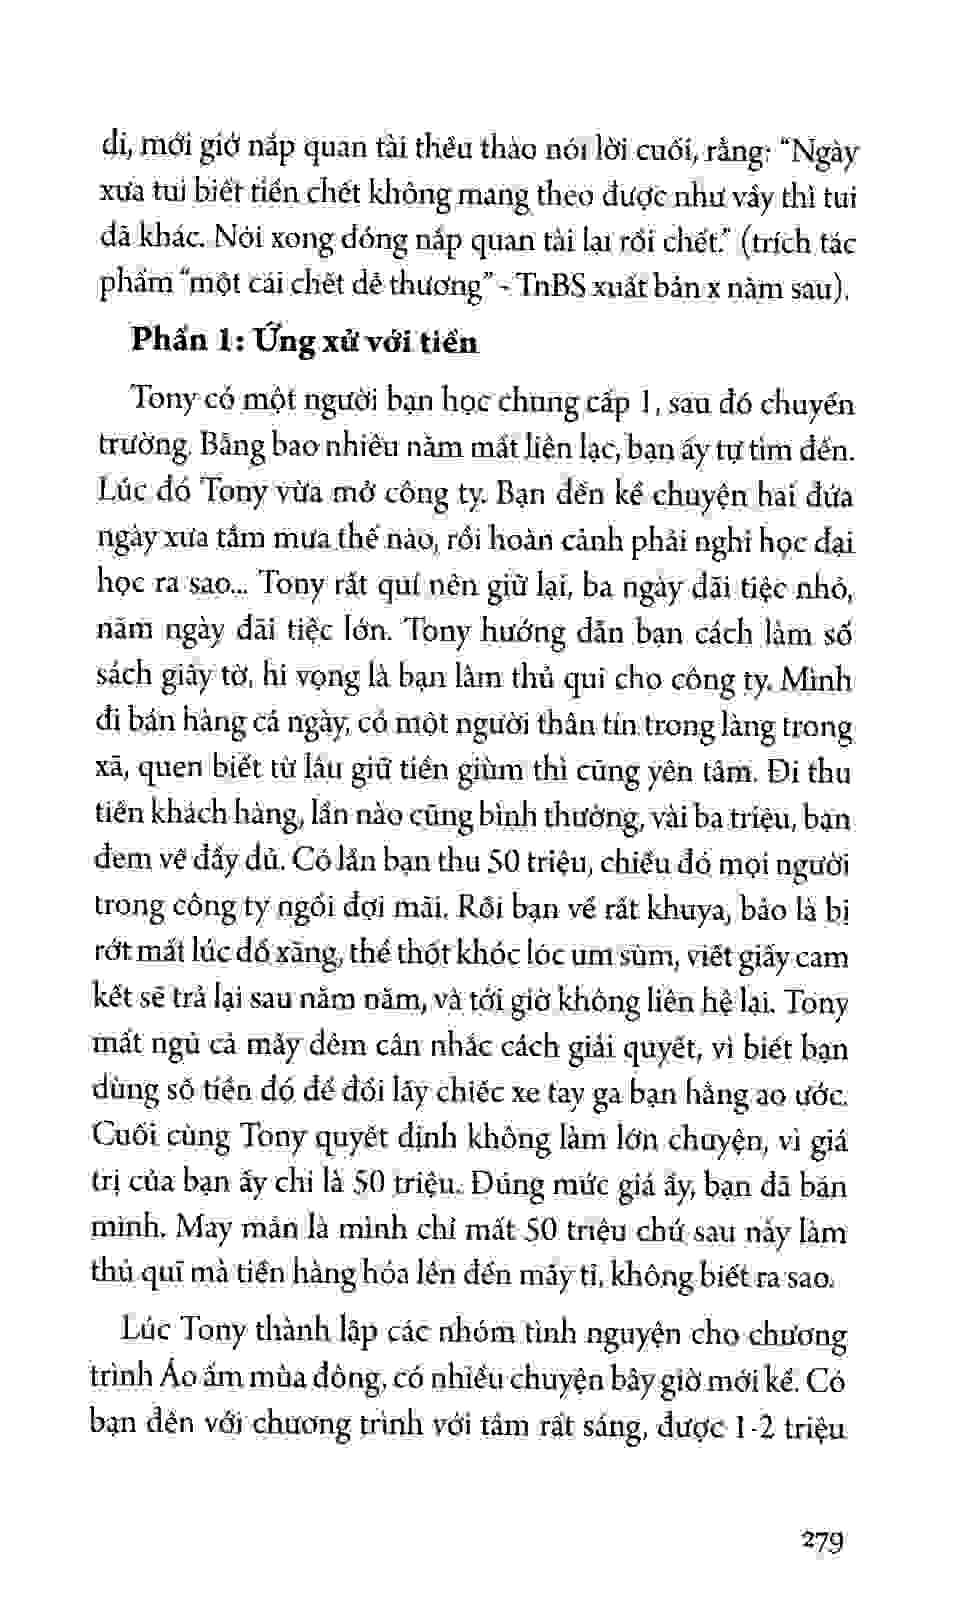 đi, mới giở nắp quan tài thều thào nói lời cuối, rằng: “Ngày
xưa tui biết tiền chết không mang theo được như vầy thì tui
đã khác. Nói xong đóng nắp quan tài lại rồi chết.” (trích tác
phẩm “một cái chết dễ thương” - TnBS xuất bản x năm sau).
Phần 1: Ứng xử với tiền
Tony có một người bạn học chung cấp 1, sau đó chuyển
trường. Bẵng bao nhiêu năm mất liên lạc, bạn ấy tự tìm đến.
Lúc đó Tony vừa mở công ty. Bạn đến kể chuyện hai đứa
ngày xưa tắm mưa thế nào, rồi hoàn cảnh phải nghỉ học đại
học ra sao... Tony rất quí nên giữ lại, ba ngày đãi tiệc nhỏ,
năm ngày đãi tiệc lớn. Tony hướng dẫn bạn cách làm sổ
sách giấy tờ, hi vọng là bạn làm thủ quĩ cho công ty. Mình
đi bán hàng cả ngày, có một người thân tín trong làng trong
xã, quen biết từ lâu giữ tiền giùm thì cũng yên tâm. Đi thu
tiền khách hàng, lần nào cũng bình thường, vài ba triệu, bạn
đem về đầy đủ. Có lần bạn thu 50 triệu, chiều đó mọi người
trong công ty ngồi đợi mãi. Rồi bạn về rất khuya, bảo là bị
rớt mất lúc đổ xăng, thề thốt khóc lóc um sùm, viết giấy cam
kết sẽ trả lại sau năm năm, và tới giờ không liên hệ lại. Tony
mất ngủ cả mấy đêm cân nhắc cách giải quyết, vì biết bạn
dùng số tiền đó để đổi lấy chiếc xe tay ga bạn hằng ao ước.
Cuối cùng Tony quyết định không làm lớn chuyện, vì giá
trị của bạn ấy chỉ là 50 triệu. Đúng mức giá ấy, bạn đã bán
mình. May mắn là mình chỉ mất 50 triệu chứ sau này làm
thủ quĩ mà tiền hàng hóa lên đến mấy tỉ, không biết ra sao.
Lúc Tony thành lập các nhóm tình nguyện cho chương
trình Áo ấm mùa đông, có nhiều chuyện bây giờ mới kể. Có
bạn đến với chương trình với tâm rất sáng, được 1-2 triệu
279